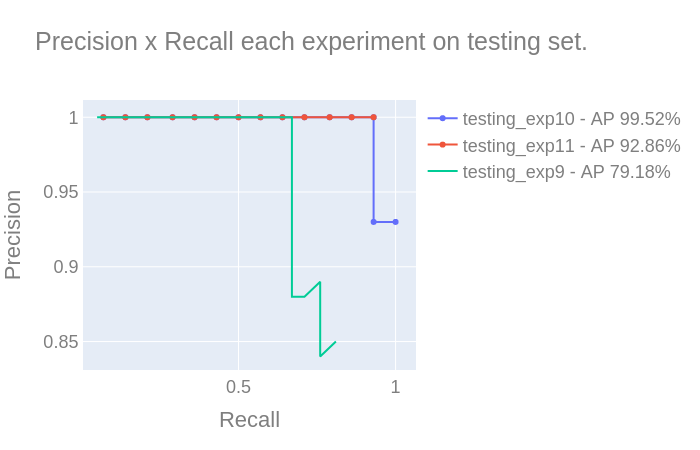 Precision x Recall each experiment on testing set.
testing_exp10 - AP 99.52%
testing_exp11 - AP 92.86%
testing_exp9 - AP 79.18%
Precision
1
0.95
0.9
0.85
0.5
1
Recall